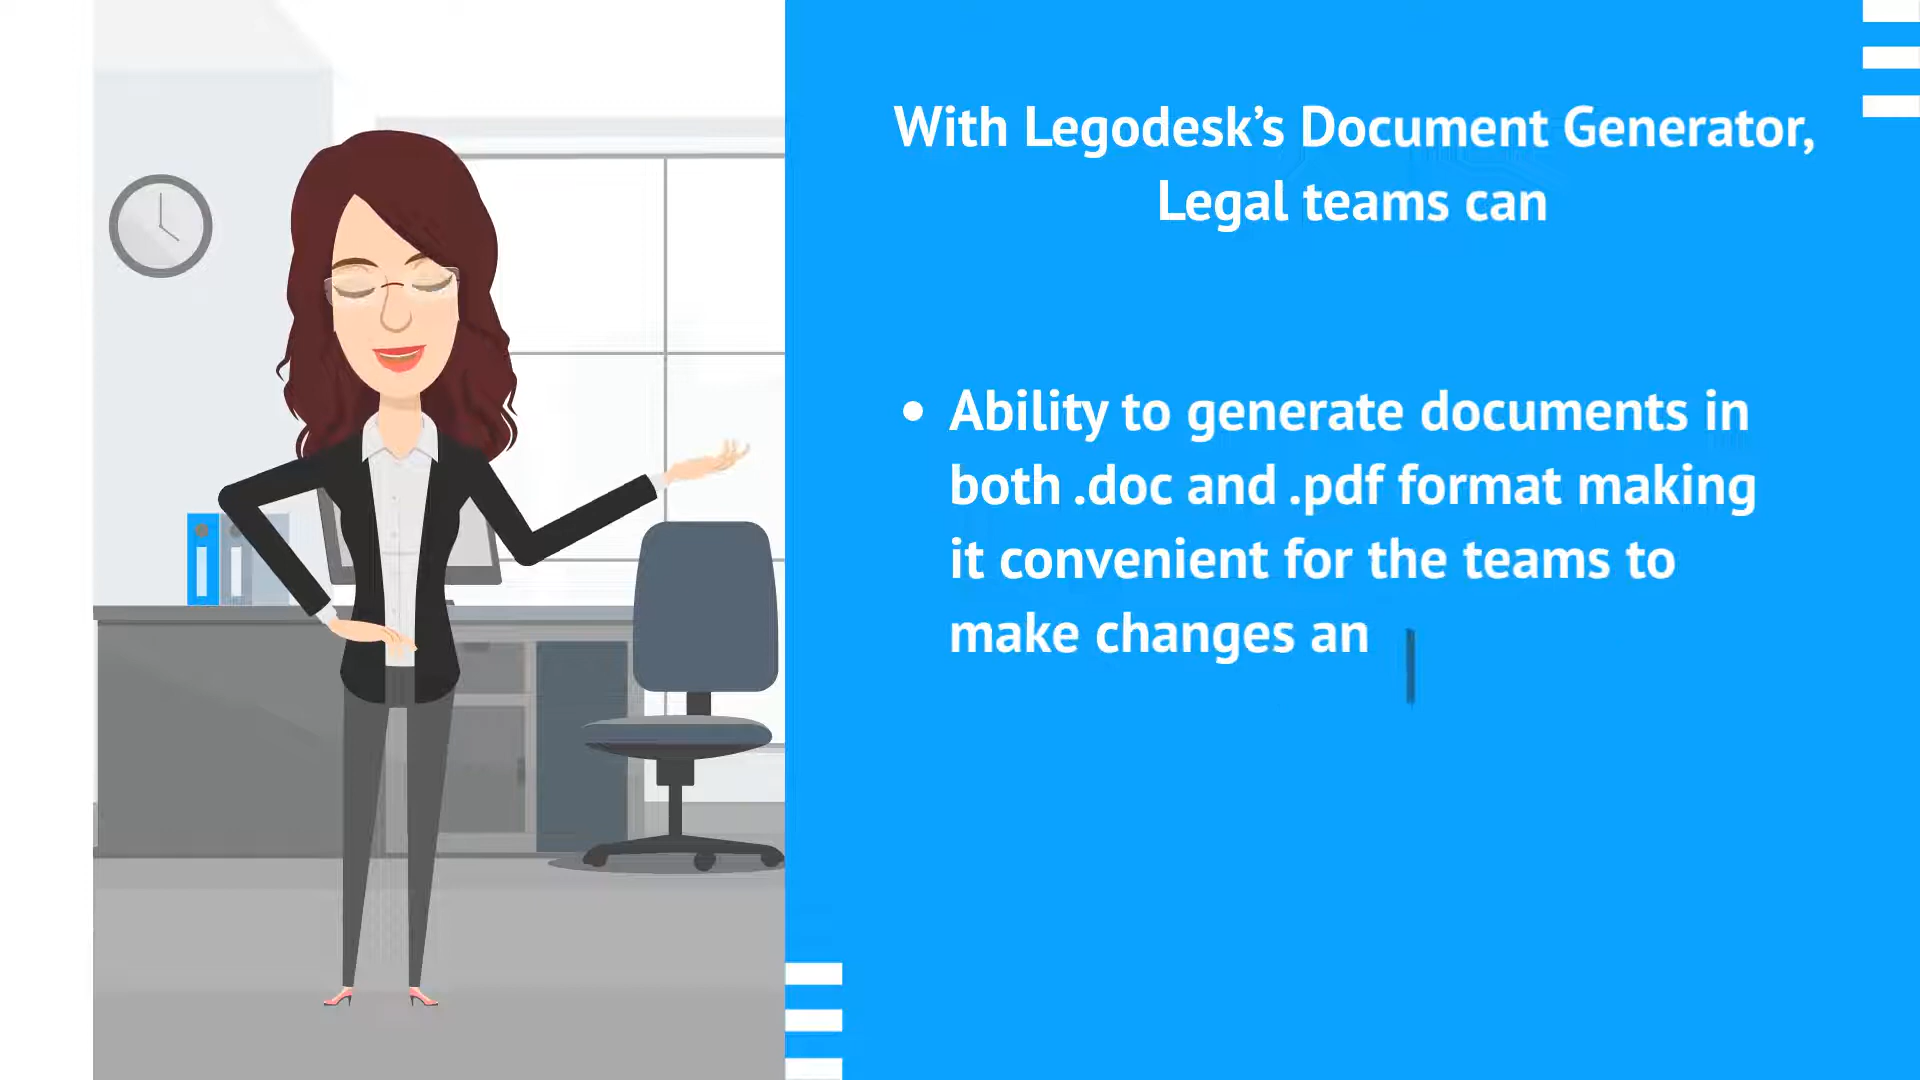 With Legodesk’s Document Generator,
Legal teams can
• Ability to generate documents in
both .doc and .pdf format making
it convenient for the teams to
make changes an